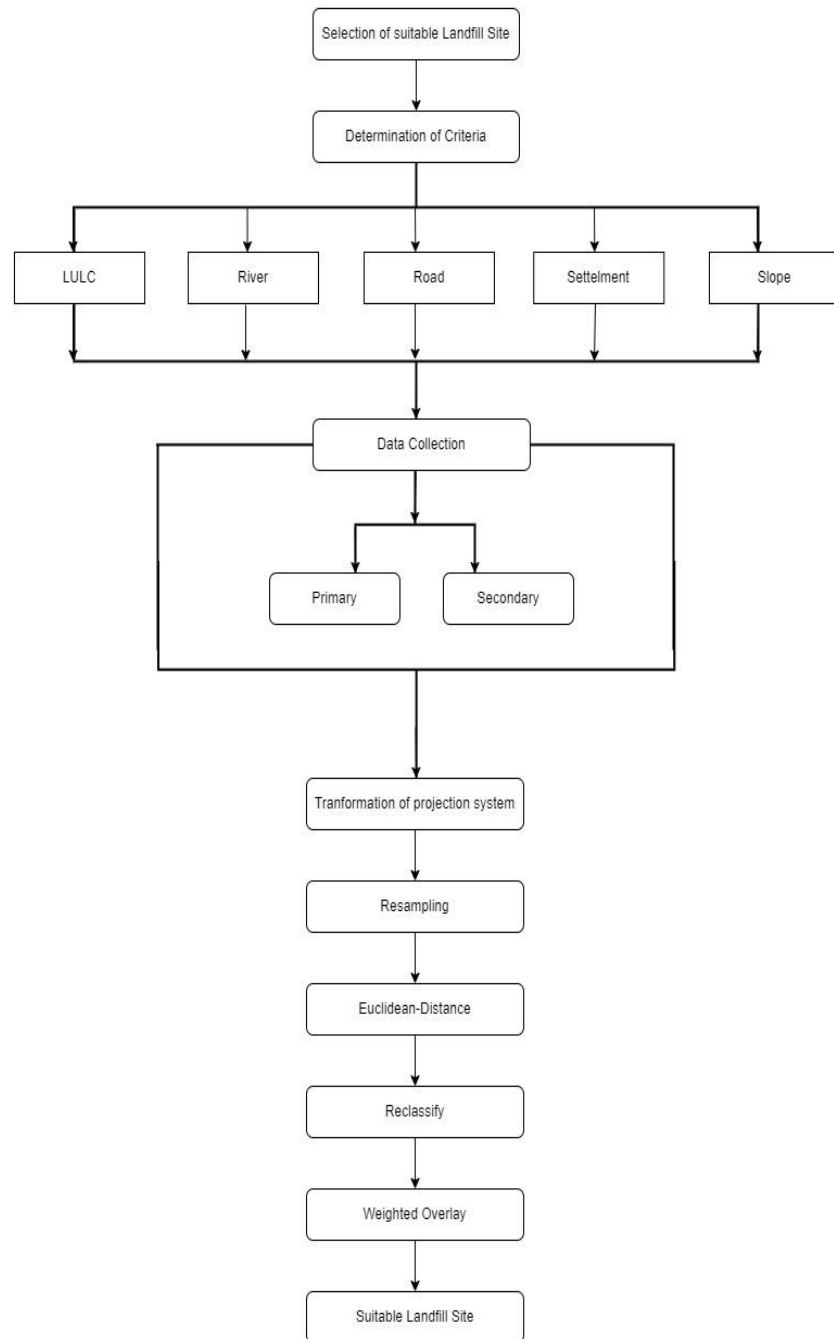 Selection of suitable Landfill Site
Determination of Criteria
LULC
River
Road
Settelment
Slope
Data Collection
Primary
Secondary
Tranformation of projection system
Resampling
Euclidean-Distance
Reclassify
Weighted Overlay
Suitable Landfill Site